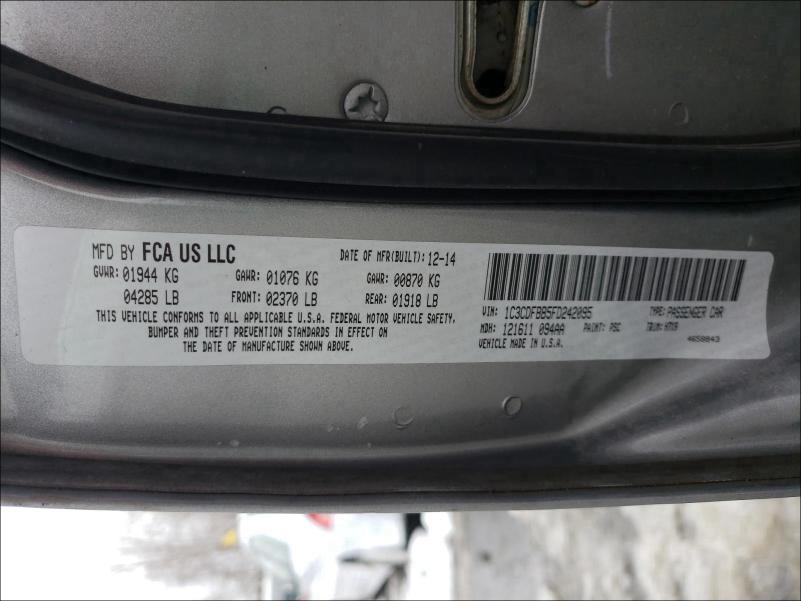 MFD BY FCA US LLC DATE OF MFR(BUILT): 12-14
GVWR: 01944 KG GAWR: 01076 KG GAWR: 00870 KG
04285 LB FRONT: 02370 LB REAR: 01918 LB
THIS VEHICLE CONFORMS TO ALL U.S.A. FEDERAL MOTOR VEHICLE SAFETY,
BUMPER AND THEFT PREVENTION STANDARDS IN EFFECT ON
THE DATE OF MANUFACTURE SHOWN ABOVE.
VIN: 1C3CDFBB5FD242095 TYPE: PASSENGER CAR
MDH: 121611 094AA PAINT: PSC TRIM: H7X9
VEHICLE MADE IN U.S.A. 4658843